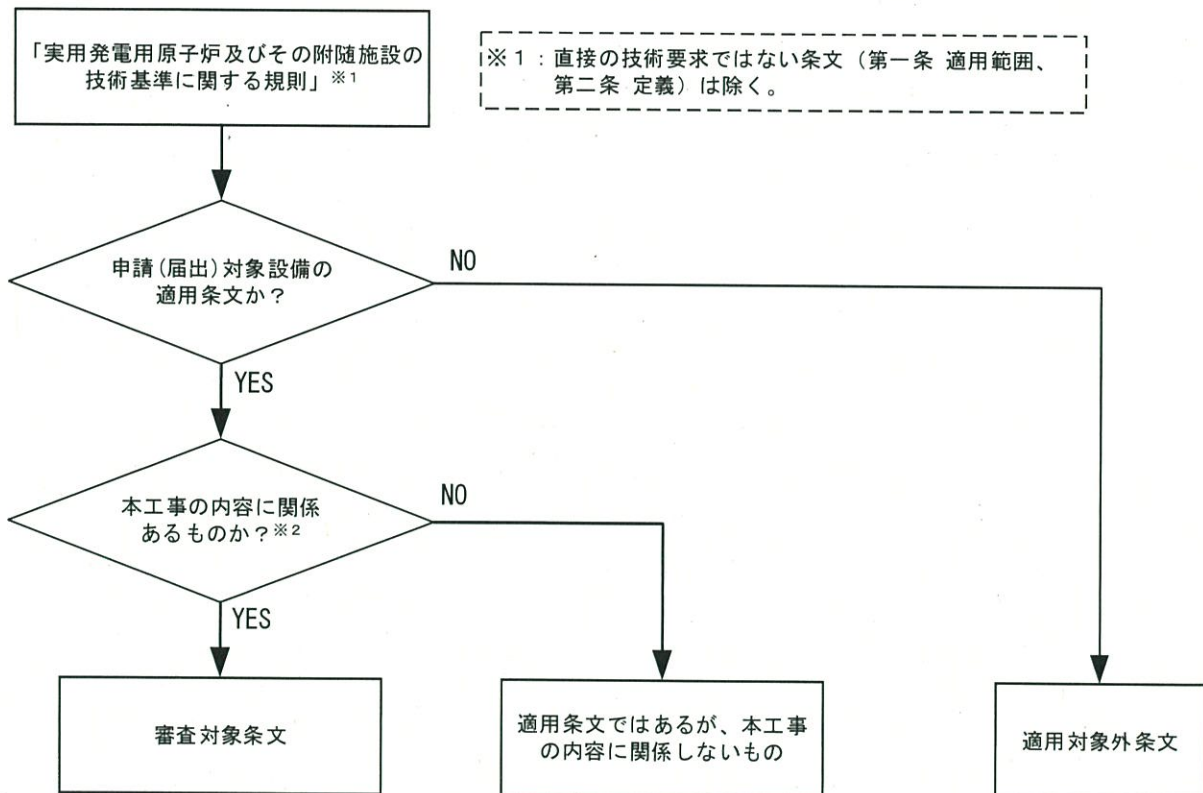 「実用発電用原子炉及びその附随施設の
技術基準に関する規則」※1
※1：直接の技術要求ではない条文（第一条 適用範囲、
第二条 定義）は除く。
申請(届出)対象設備の
適用条文か？
NO
YES
本工事の内容に関係
あるものか？※2
NO
YES
審査対象条文
適用条文ではあるが、本工事
の内容に関係しないもの
適用対象外条文